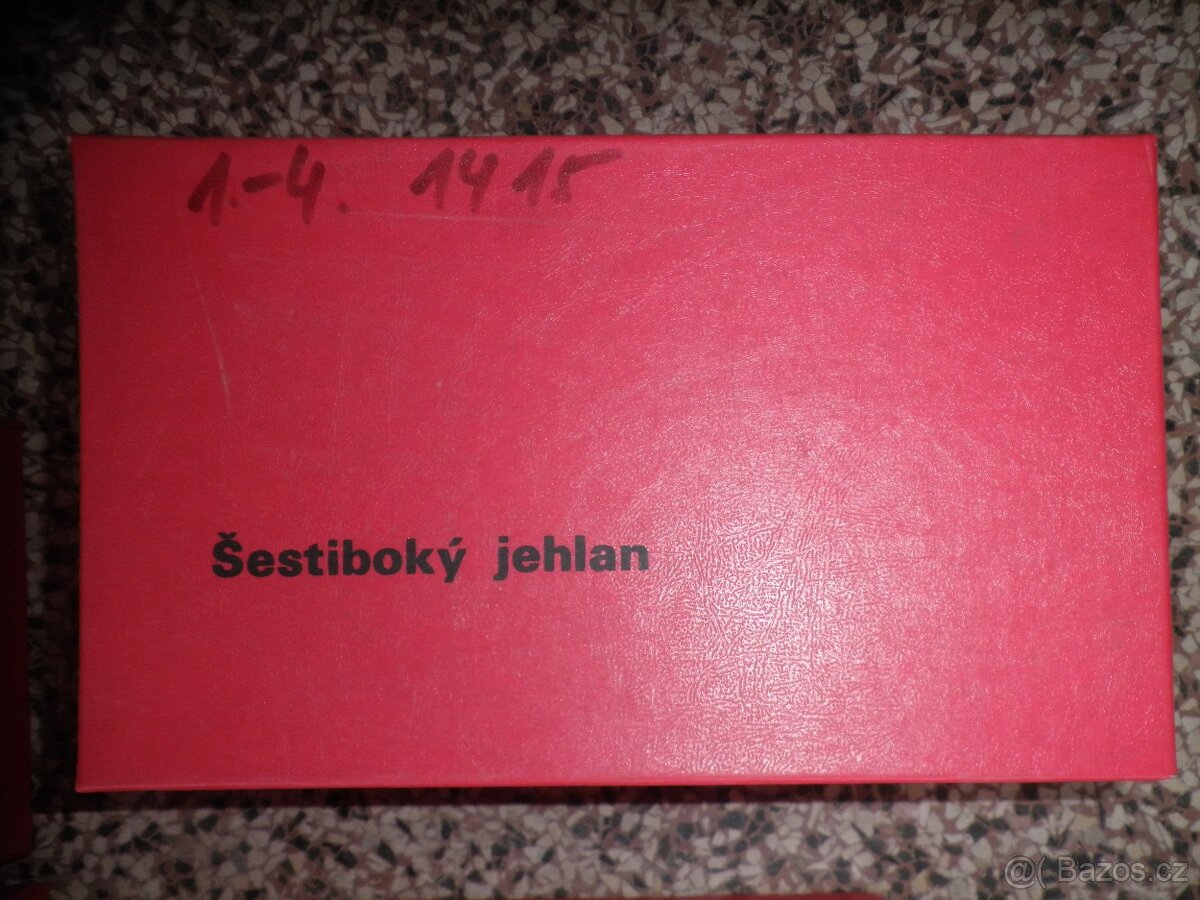 1.-4. 1415
Šestiboký jehlan
@( Bazos.cz